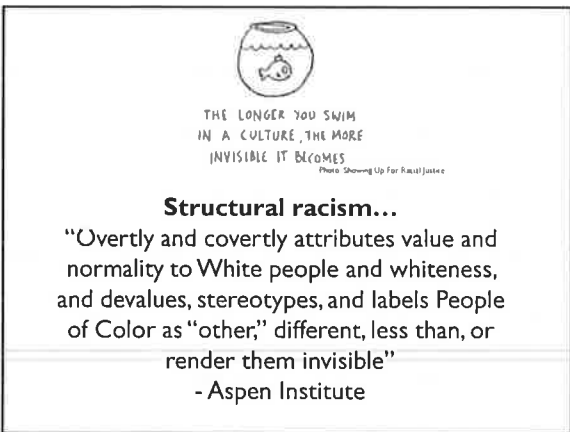 THE LONGER YOU SWIM
IN A CULTURE, THE MORE
INVISIBLE IT BECOMES
Photo Showing Up For Racial Justice
Structural racism...
"Overtly and covertly attributes value and
normality to White people and whiteness,
and devalues, stereotypes, and labels People
of Color as "other," different, less than, or
render them invisible"
- Aspen Institute